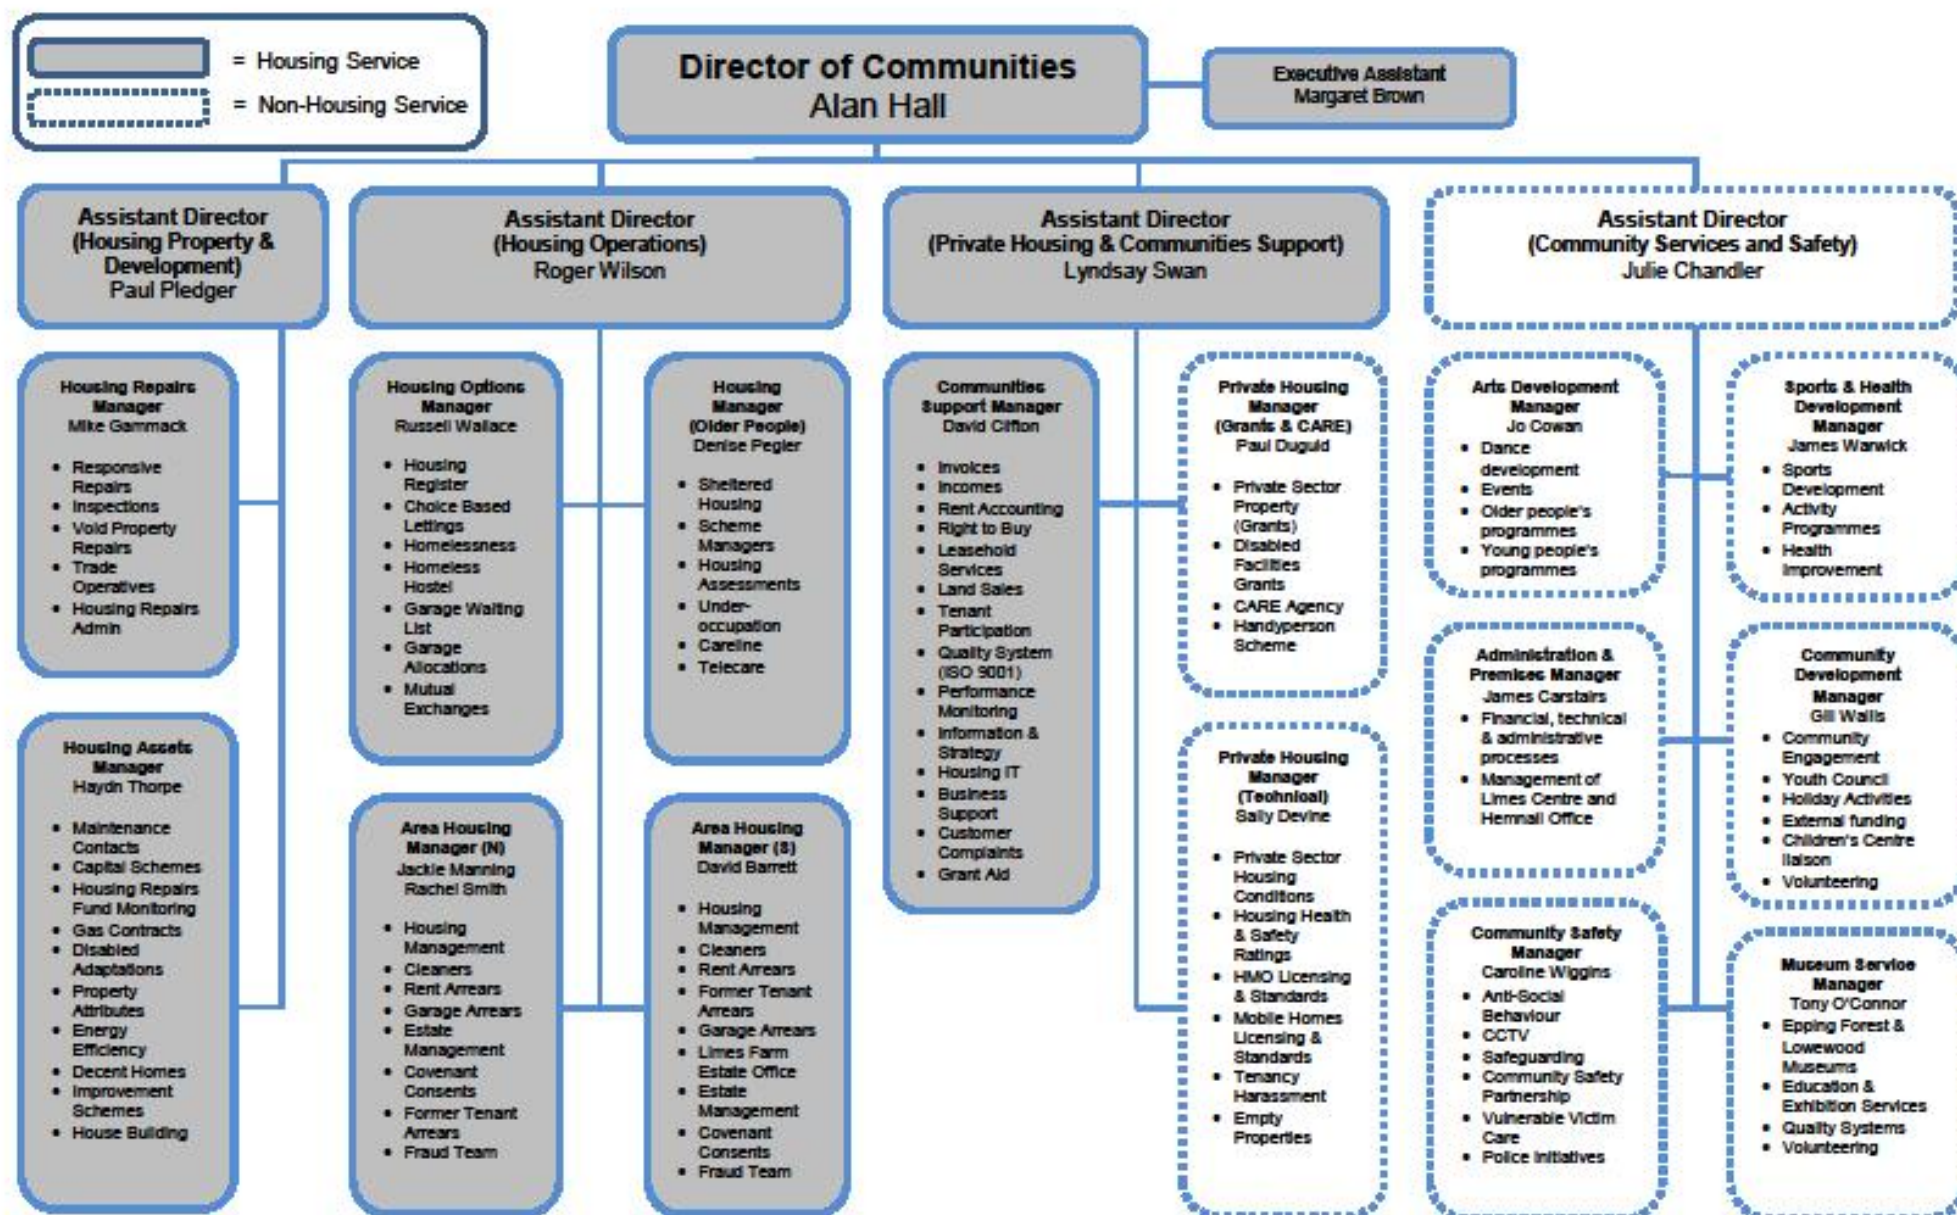 = Housing Service
= Non-Housing Service
Director of Communities
Alan Hall
Executive Assistant
Margaret Brown
Assistant Director
(Housing Property &
Development)
Paul Pledger
Assistant Director
(Housing Operations)
Roger Wilson
Assistant Director
(Private Housing & Communities Support)
Lyndsay Swan
Assistant Director
(Community Services and Safety)
Julie Chandler
Housing Repairs
Manager
Mike Gammack
• Responsive
Repairs
• Inspections
• Void Property
Repairs
• Trade
Operatives
• Housing Repairs
Admin
Housing Assets
Manager
Haydn Thorpe
• Maintenance
Contacts
• Capital Schemes
• Housing Repairs
Fund Monitoring
• Gas Contracts
• Disabled
Adaptations
• Property
Attributes
• Energy
Efficiency
• Decent Homes
• Improvement
Schemes
• House Building
Housing Options
Manager
Russell Wallace
• Housing
Register
• Choice Based
Lettings
• Homelessness
• Homeless
Hostel
• Garage Waiting
List
• Garage
Allocations
• Mutual
Exchanges
Housing
Manager
(Older People)
Denise Pegler
• Sheltered
Housing
• Scheme
Managers
• Housing
Assessments
• Under-
occupation
• Careline
• Telecare
Area Housing
Manager (N)
Jackie Manning
Rachel Smith
• Housing
Management
• Cleaners
• Rent Arrears
• Garage Arrears
• Estate
Management
• Covenant
Consents
• Former Tenant
Arrears
• Fraud Team
Area Housing
Manager (S)
David Barrett
• Housing
Management
• Cleaners
• Rent Arrears
• Former Tenant
Arrears
• Garage Arrears
• Limes Farm
Estate Office
• Estate
Management
• Covenant
Consents
• Fraud Team
Communities
Support Manager
David Clifton
• Invoices
• Incomes
• Rent Accounting
• Right to Buy
• Leasehold
Services
• Land Sales
• Tenant
Participation
• Quality System
(ISO 9001)
• Performance
Monitoring
• Information &
Strategy
• Housing IT
• Business
Support
• Customer
Complaints
• Grant Aid
Private Housing
Manager
(Grants & CARE)
Paul Duguid
• Private Sector
Property
(Grants)
• Disabled
Facilities
Grants
• CARE Agency
• Handyperson
Scheme
Private Housing
Manager
(Technical)
Sally Devine
• Private Sector
Housing
Conditions
• Housing Health
& Safety
Ratings
• HMO Licensing
& Standards
• Mobile Homes
Licensing &
Standards
• Tenancy
Harassment
• Empty
Properties
Arts Development
Manager
Jo Cowan
• Dance
development
• Events
• Older people's
programmes
• Young people's
programmes
Sports & Health
Development
Manager
James Warwick
• Sports
Development
• Activity
Programmes
• Health
Improvement
Administration &
Premises Manager
James Carstairs
• Financial, technical
& administrative
processes
• Management of
Limes Centre and
Hemnall Office
Community
Development
Manager
Gill Wallis
• Community
Engagement
• Youth Council
• Holiday Activities
• External funding
• Children's Centre
liaison
• Volunteering
Community Safety
Manager
Caroline Wiggins
• Anti-Social
Behaviour
• CCTV
• Safeguarding
• Community Safety
Partnership
• Vulnerable Victim
Care
• Police Initiatives
Museum Service
Manager
Tony O'Connor
• Epping Forest &
Lowewood
Museums
• Education &
Exhibition Services
• Quality Systems
• Volunteering